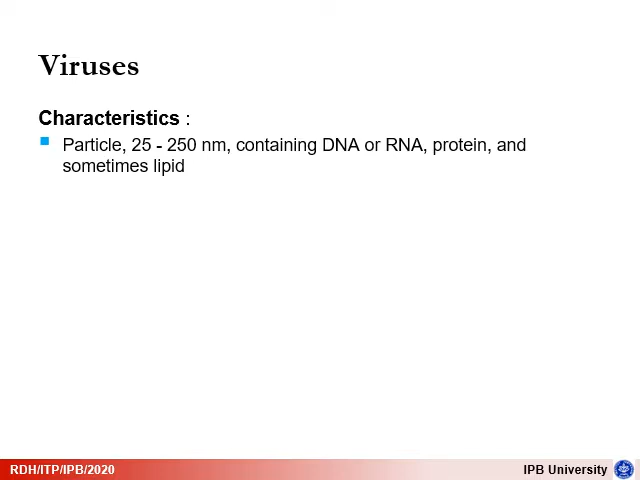 Viruses
Characteristics :
Particle, 25 - 250 nm, containing DNA or RNA, protein, and
sometimes lipid
RDH/ITP/IPB/2020
IPB University